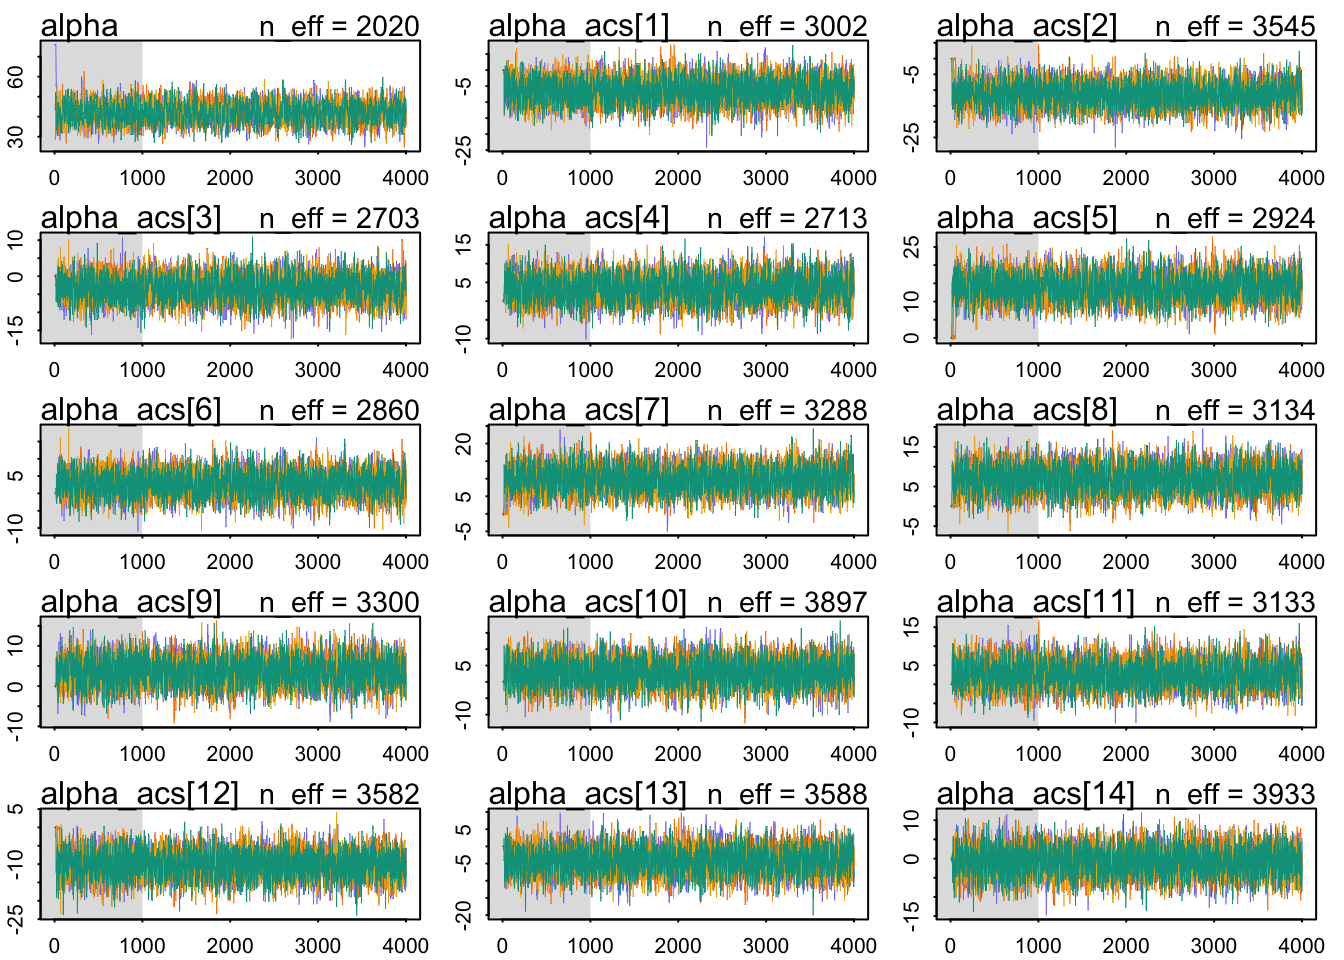 alpha n_eff = 2020 alpha_acs[1] n_eff = 3002 alpha_acs[2] n_eff = 3545
30 60 -25 -5 -25 -5
0 1000 2000 3000 4000 0 1000 2000 3000 4000 0 1000 2000 3000 4000
alpha_acs[3] n_eff = 2703 alpha_acs[4] n_eff = 2713 alpha_acs[5] n_eff = 2924
-15 0 10 -10 5 15 0 10 25
0 1000 2000 3000 4000 0 1000 2000 3000 4000 0 1000 2000 3000 4000
alpha_acs[6] n_eff = 2860 alpha_acs[7] n_eff = 3288 alpha_acs[8] n_eff = 3134
-10 5 -5 5 20 -5 5 15
0 1000 2000 3000 4000 0 1000 2000 3000 4000 0 1000 2000 3000 4000
alpha_acs[9] n_eff = 3300 alpha_acs[10] n_eff = 3897 alpha_acs[11] n_eff = 3133
-10 0 10 -10 5 -10 5 15
0 1000 2000 3000 4000 0 1000 2000 3000 4000 0 1000 2000 3000 4000
alpha_acs[12] n_eff = 3582 alpha_acs[13] n_eff = 3588 alpha_acs[14] n_eff = 3933
-25 -10 5 -20 -5 5 -15 0 10
0 1000 2000 3000 4000 0 1000 2000 3000 4000 0 1000 2000 3000 4000